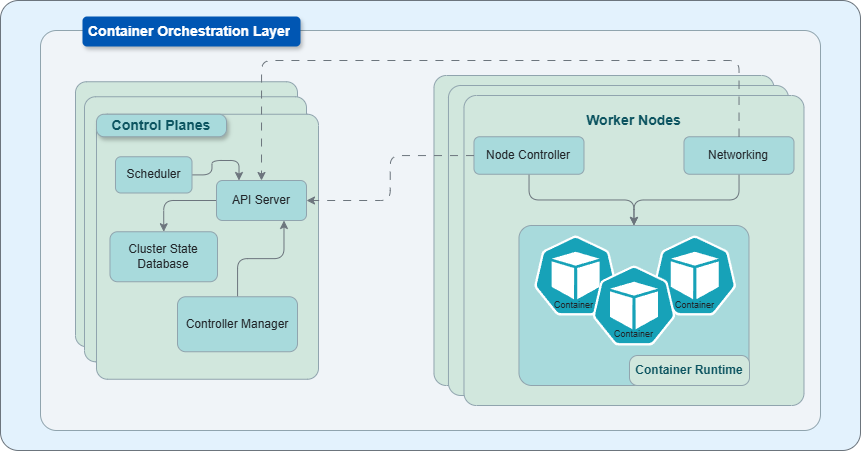 Container Orchestration Layer
Control Planes
Scheduler
API Server
Cluster State
Database
Controller Manager
Worker Nodes
Node Controller
Networking
Container
Container
Container
Container Runtime